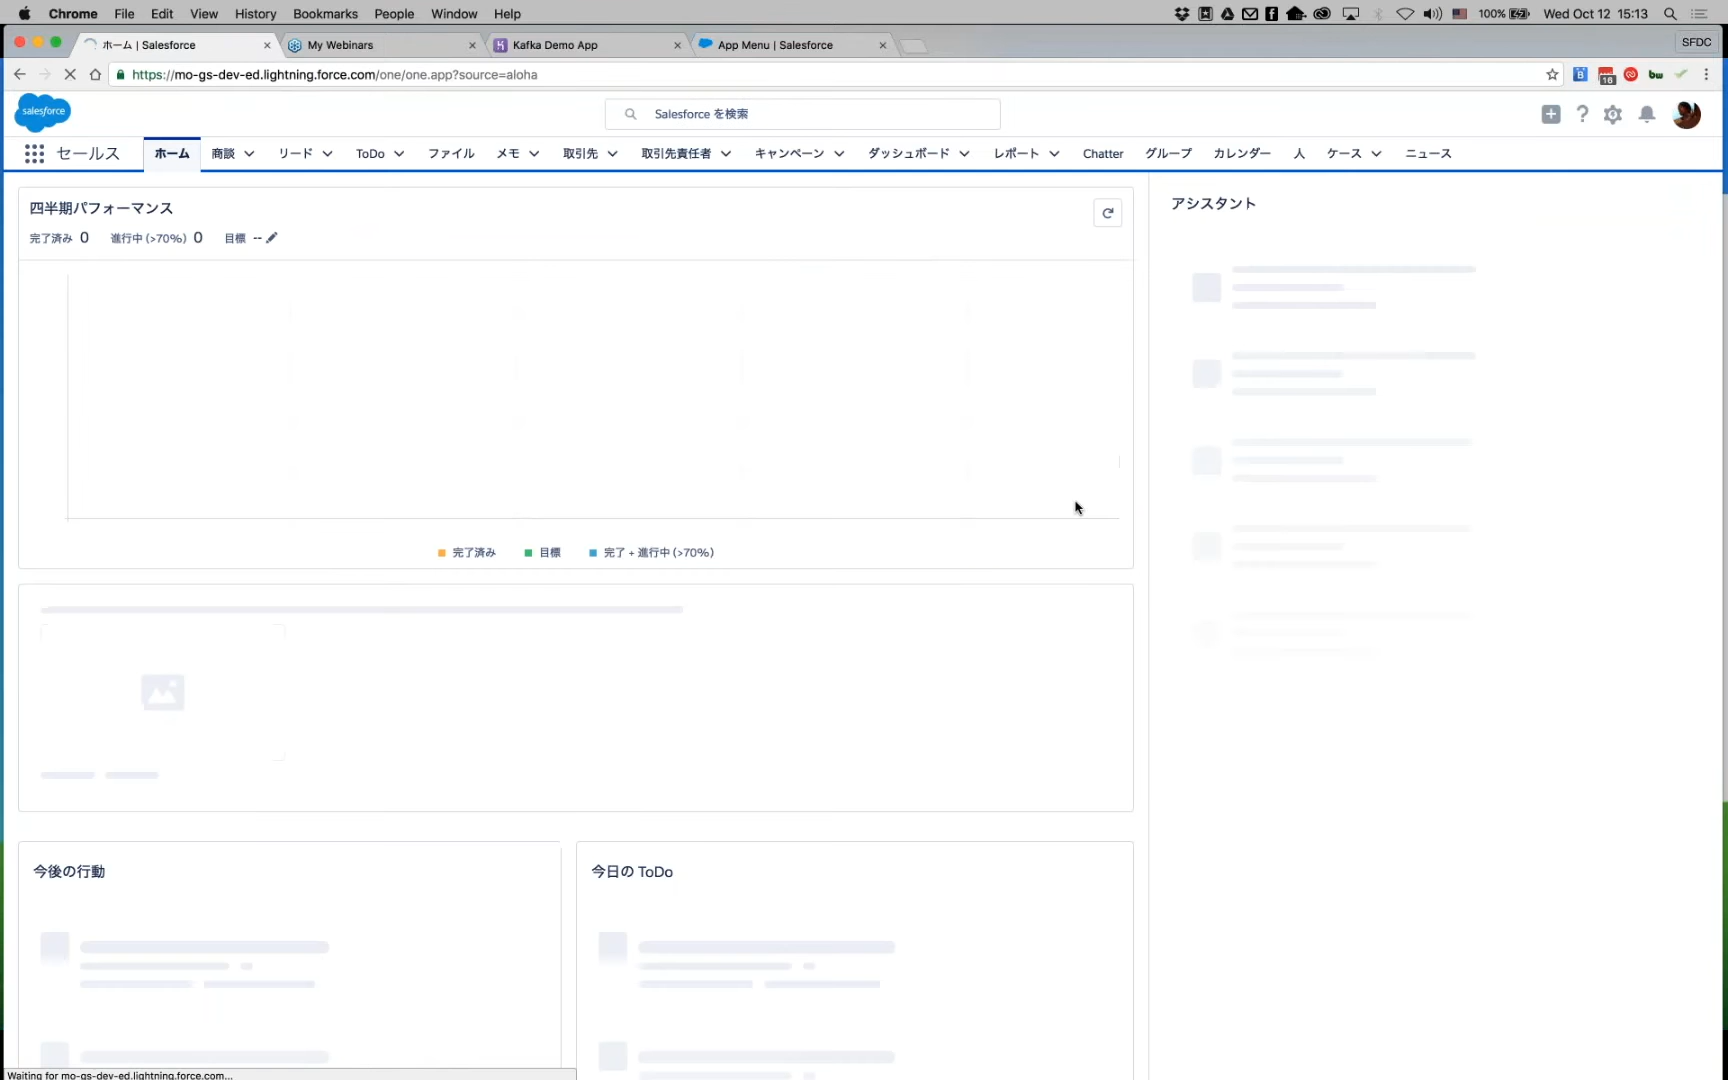 Chrome File Edit View History Bookmarks People Window Help 100% Wed Oct 12 15:13
ホーム | Salesforce My Webinars Kafka Demo App App Menu | Salesforce SFDC
https://mo-gs-dev-ed.lightning.force.com/one/one.app?source=aloha 16 bw
salesforce Salesforce を検索
セールス ホーム 商談 リード ToDo ファイル メモ 取引先 取引先責任者 キャンペーン ダッシュボード レポート Chatter グループ カレンダー 人 ケース ニュース
四半期パフォーマンス
完了済み 0 進行中 (>70%) 0 目標 --
完了済み 目標 完了 + 進行中 (>70%)
アシスタント
今後の行動
今日の ToDo
Waiting for mo-gs-dev-ed.lightning.force.com...